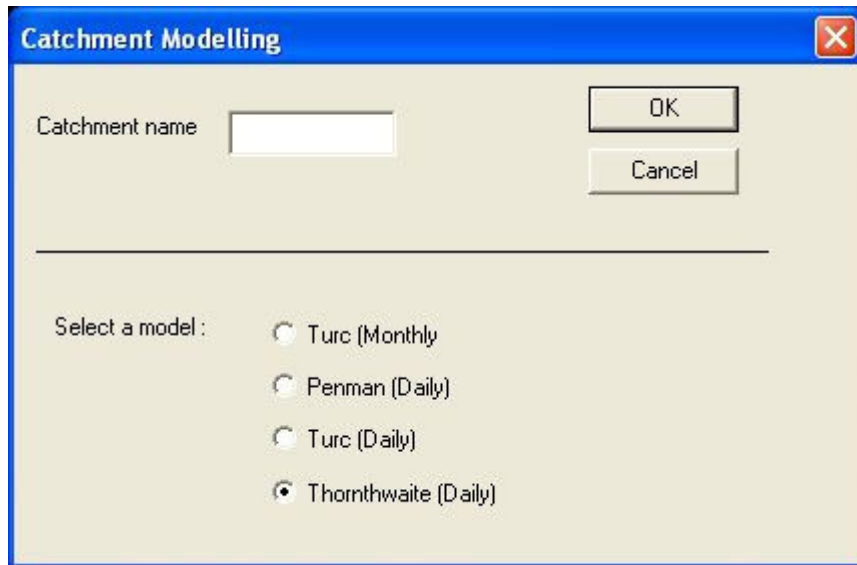 Catchment Modelling
Catchment name
OK
Cancel
Select a model :
Turc (Monthly
Penman (Daily)
Turc (Daily)
Thornthwaite (Daily)